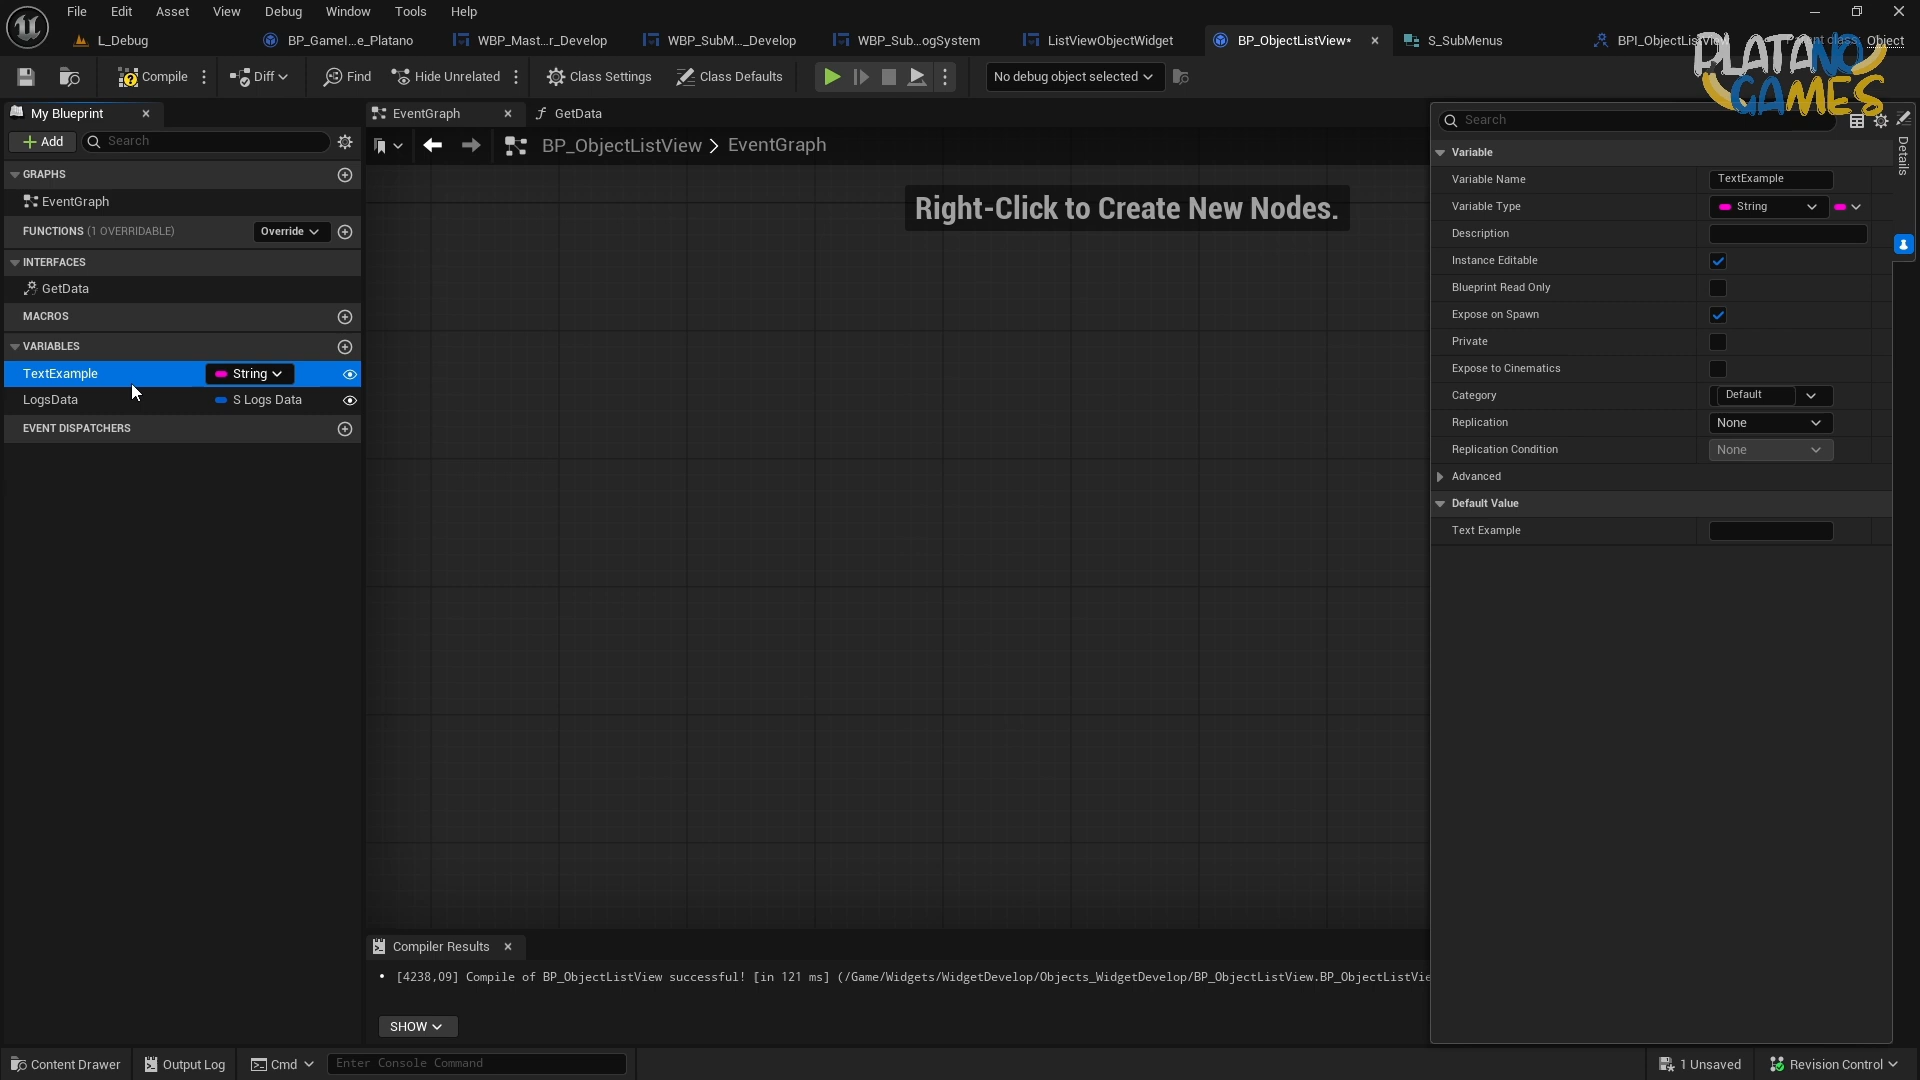 File Edit Asset View Debug Window Tools Help
L_Debug BP_GameI...e_Platano WBP_Mast...r_Develop WBP_SubM..._Develop WBP_Sub...ogSystem ListViewObjectWidget BP_ObjectListView* S_SubMenus Object
PLATANO
GAMES
Compile Diff Find Hide Unrelated Class Settings Class Defaults No debug object selected
My Blueprint
Add Search
GRAPHS
EventGraph
FUNCTIONS (1 OVERRIDABLE) Override
INTERFACES
GetData
MACROS
VARIABLES
TextExample String
LogsData S Logs Data
EVENT DISPATCHERS
EventGraph GetData
BP_ObjectListView > EventGraph
Right-Click to Create New Nodes.
Compiler Results
• [4238,09] Compile of BP_ObjectListView successful! [in 121 ms] (/Game/Widgets/WidgetDevelop/Objects_WidgetDevelop/BP_ObjectListView.BP_ObjectListVie
SHOW
Search
Details
Variable
Variable Name TextExample
Variable Type String
Description
Instance Editable
Blueprint Read Only
Expose on Spawn
Private
Expose to Cinematics
Category Default
Replication None
Replication Condition None
Advanced
Default Value
Text Example
Content Drawer Output Log Cmd Enter Console Command 1 Unsaved Revision Control